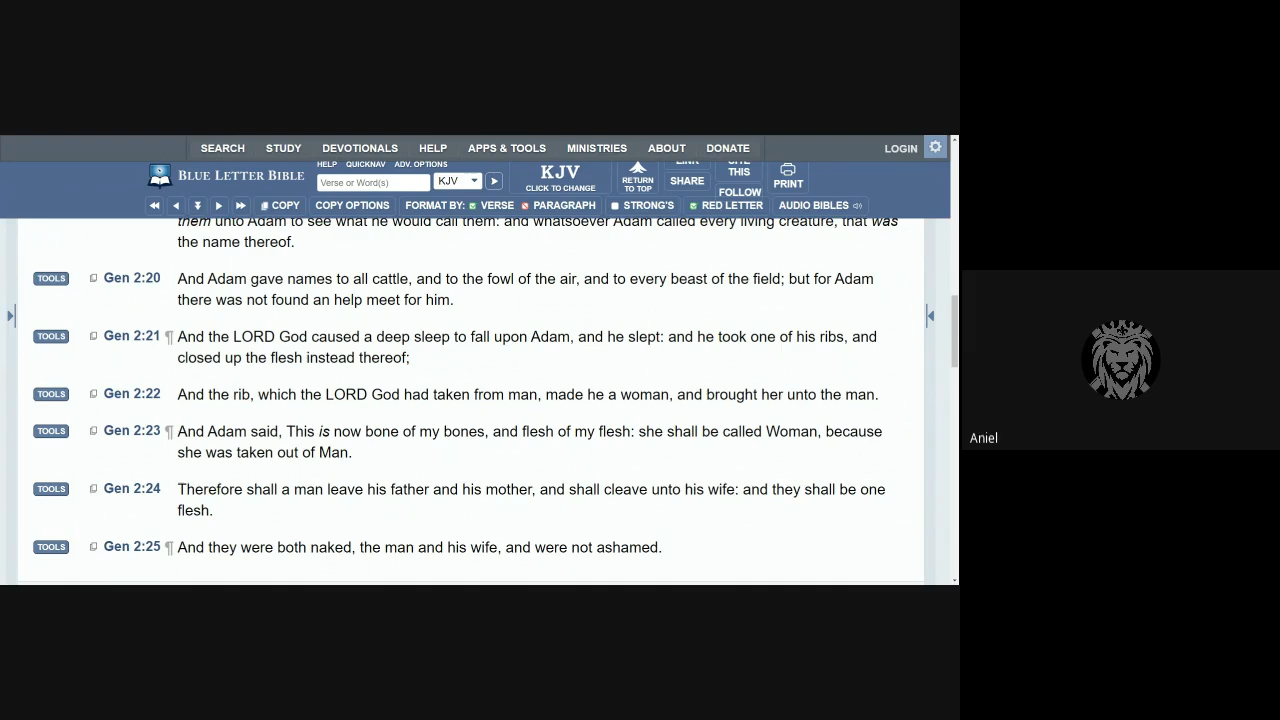 SEARCH STUDY DEVOTIONALS HELP APPS & TOOLS MINISTRIES ABOUT DONATE LOGIN
HELP QUICKNAV ADV. OPTIONS
BLUE LETTER BIBLE Verse or Word(s) KJV
KJV
CLICK TO CHANGE
RETURN
TO TOP
LINK
SHARE
CITE
THIS
FOLLOW
PRINT
COPY COPY OPTIONS FORMAT BY: VERSE PARAGRAPH STRONG'S RED LETTER AUDIO BIBLES
them unto Adam to see what he would call them: and whatsoever Adam called every living creature, that was
the name thereof.
TOOLS Gen 2:20 And Adam gave names to all cattle, and to the fowl of the air, and to every beast of the field; but for Adam
there was not found an help meet for him.
TOOLS Gen 2:21 ¶ And the LORD God caused a deep sleep to fall upon Adam, and he slept: and he took one of his ribs, and
closed up the flesh instead thereof;
TOOLS Gen 2:22 And the rib, which the LORD God had taken from man, made he a woman, and brought her unto the man.
TOOLS Gen 2:23 ¶ And Adam said, This is now bone of my bones, and flesh of my flesh: she shall be called Woman, because
she was taken out of Man.
TOOLS Gen 2:24 Therefore shall a man leave his father and his mother, and shall cleave unto his wife: and they shall be one
flesh.
TOOLS Gen 2:25 ¶ And they were both naked, the man and his wife, and were not ashamed.
Aniel